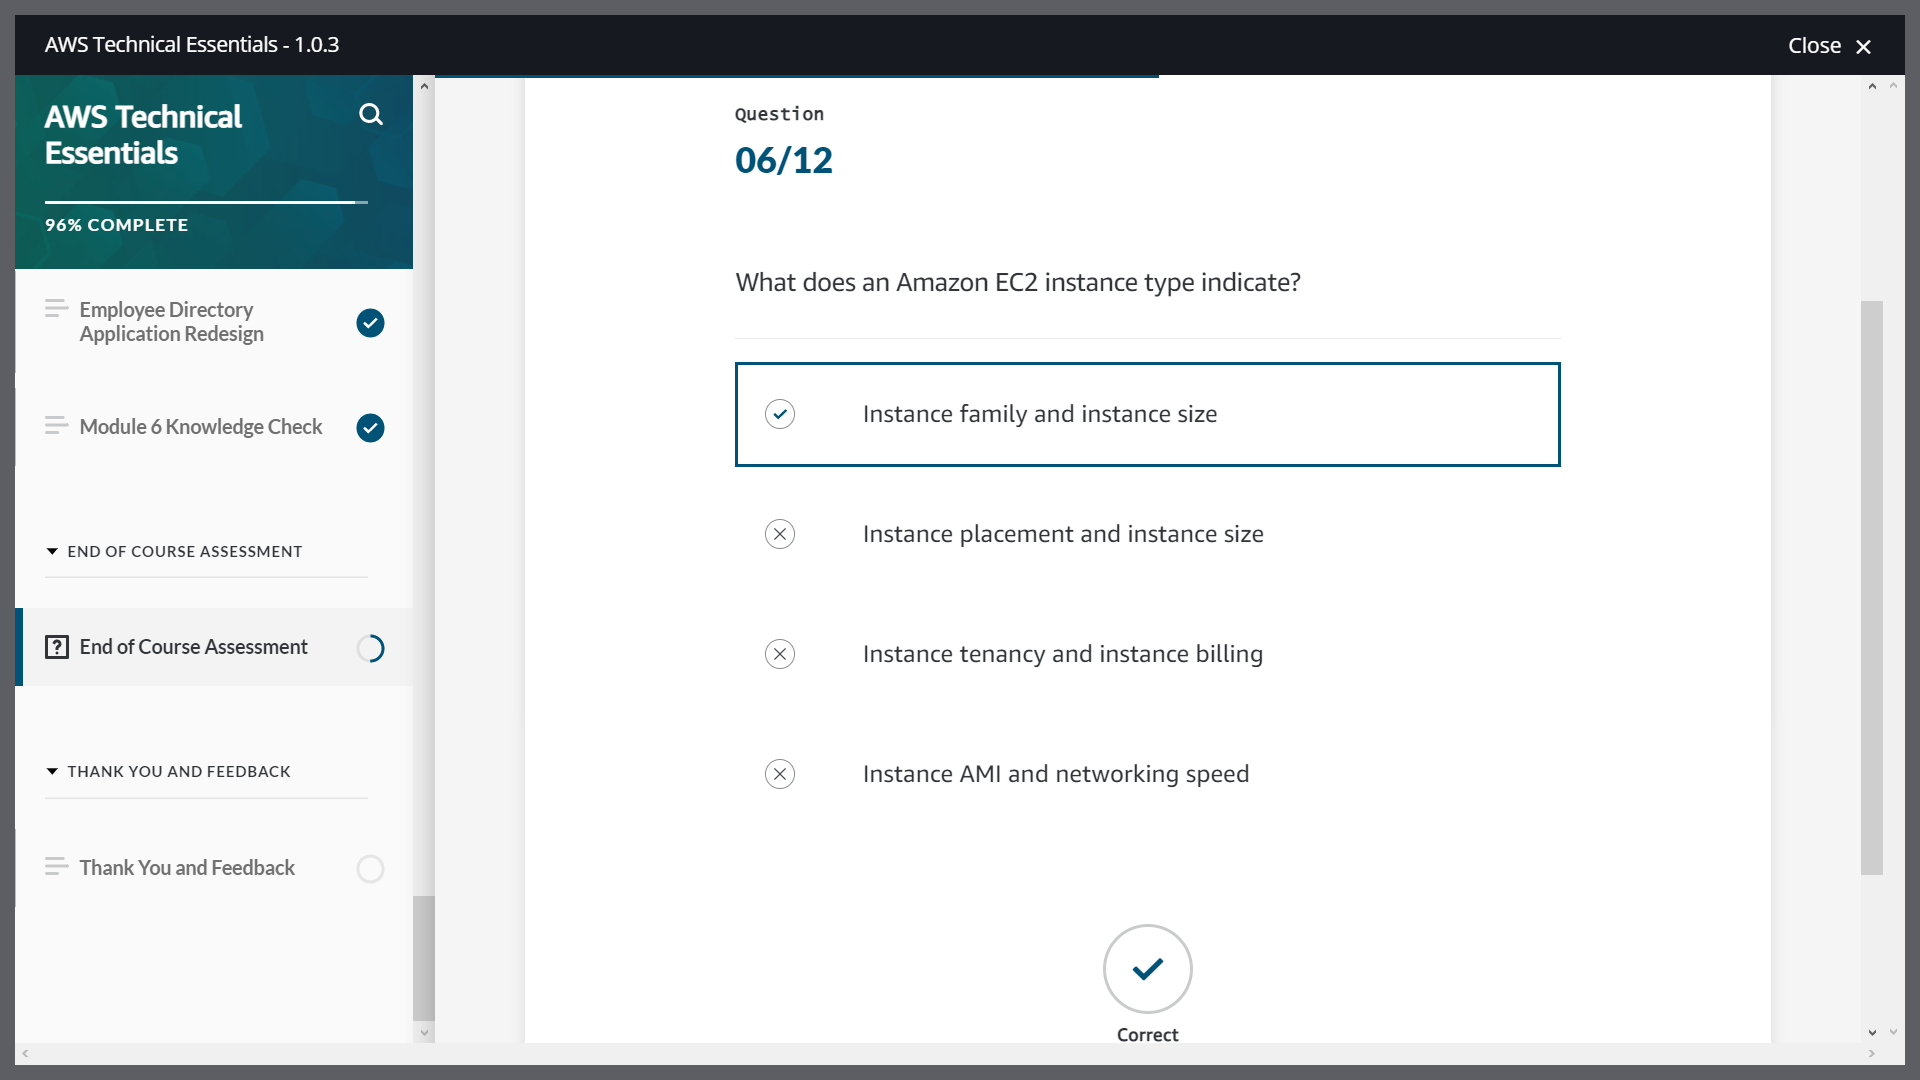 AWS Technical Essentials - 1.0.3
Close
AWS Technical
Essentials
96% COMPLETE
Employee Directory
Application Redesign
Module 6 Knowledge Check
END OF COURSE ASSESSMENT
End of Course Assessment
THANK YOU AND FEEDBACK
Thank You and Feedback
Question
06/12
What does an Amazon EC2 instance type indicate?
Instance family and instance size
Instance placement and instance size
Instance tenancy and instance billing
Instance AMI and networking speed
Correct